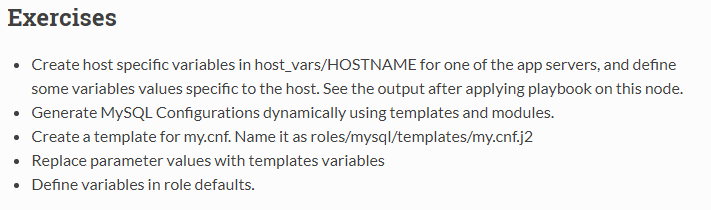 Exercises
• Create host specific variables in host_vars/HOSTNAME for one of the app servers, and define
some variables values specific to the host. See the output after applying playbook on this node.
• Generate MySQL Configurations dynamically using templates and modules.
• Create a template for my.cnf. Name it as roles/mysql/templates/my.cnf.j2
• Replace parameter values with templates variables
• Define variables in role defaults.